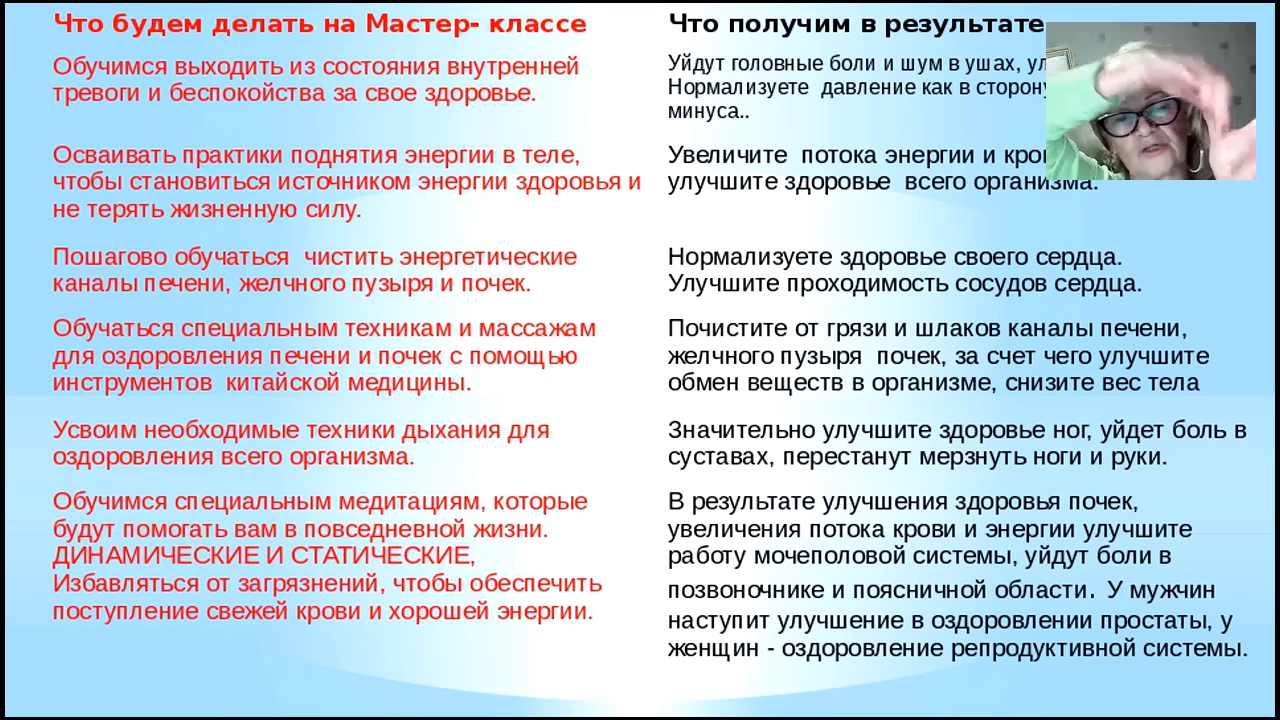 Что будем делать на Мастер- классе
Обучимся выходить из состояния внутренней
тревоги и беспокойства за свое здоровье.
Осваивать практики поднятия энергии в теле,
чтобы становиться источником энергии здоровья и
не терять жизненную силу.
Пошагово обучаться  чистить энергетические
каналы печени, желчного пузыря и почек.
Обучаться специальным техникам и массажам
для оздоровления печени и почек с помощью
инструментов  китайской медицины.
Усвоим необходимые техники дыхания для
оздоровления всего организма.
Обучимся специальным медитациям, которые
будут помогать вам в повседневной жизни.
ДИНАМИЧЕСКИЕ И СТАТИЧЕСКИЕ,
Избавляться от загрязнений, чтобы обеспечить
поступление свежей крови и хорошей энергии.
Что получим в результате
Уйдут головные боли и шум в ушах,
Нормализуете  давление как в сторону
минуса..
Увеличите  потока энергии и
улучшите здоровье  всего организма.
Нормализуете здоровье своего сердца.
Улучшите проходимость сосудов сердца.
Почистите от грязи и шлаков каналы печени,
желчного пузыря  почек, за счет чего улучшите
обмен веществ в организме, снизите вес тела
Значительно улучшите здоровье ног, уйдет боль в
суставах, перестанут мерзнуть ноги и руки.
В результате улучшения здоровья почек,
увеличения потока крови и энергии улучшите
работу мочеполовой системы, уйдут боли в
позвоночнике и поясничной области. У мужчин
наступит улучшение в оздоровлении простаты, у
женщин - оздоровление репродуктивной системы.